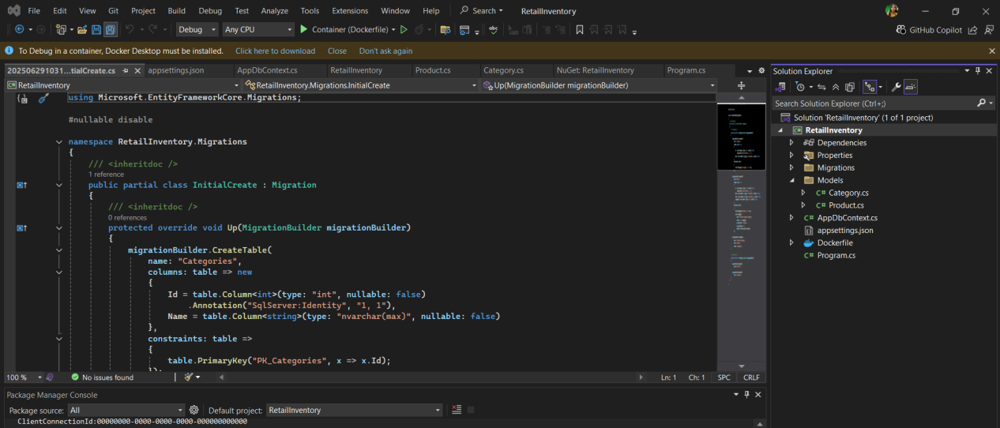 File Edit View Git Project Build Debug Test Analyze Tools Extensions Window Help Search RetailInventory
Debug Any CPU Container (Dockerfile) GitHub Copilot
To Debug in a container, Docker Desktop must be installed. Click here to download Close Don't ask again
202506291031...tialCreate.cs appsettings.json AppDbContext.cs RetailInventory Product.cs Category.cs NuGet: RetailInventory Program.cs
RetailInventory RetailInventory.Migrations.InitialCreate Up(MigrationBuilder migrationBuilder)
using Microsoft.EntityFrameworkCore.Migrations;
#nullable disable
namespace RetailInventory.Migrations
{
/// <inheritdoc />
1 reference
public partial class InitialCreate : Migration
{
/// <inheritdoc />
0 references
protected override void Up(MigrationBuilder migrationBuilder)
{
migrationBuilder.CreateTable(
name: "Categories",
columns: table => new
{
Id = table.Column<int>(type: "int", nullable: false)
.Annotation("SqlServer:Identity", "1, 1"),
Name = table.Column<string>(type: "nvarchar(max)", nullable: false)
},
constraints: table =>
{
table.PrimaryKey("PK_Categories", x => x.Id);
});
100 % No issues found Ln: 1 Ch: 1 SPC CRLF
Package Manager Console
Package source: All Default project: RetailInventory
ClientConnectionId:00000000-0000-0000-0000-000000000000
Solution Explorer
Search Solution Explorer (Ctrl+;)
Solution 'RetailInventory' (1 of 1 project)
RetailInventory
Dependencies
Properties
Migrations
Models
C# Category.cs
C# Product.cs
C# AppDbContext.cs
appsettings.json
Dockerfile
C# Program.cs